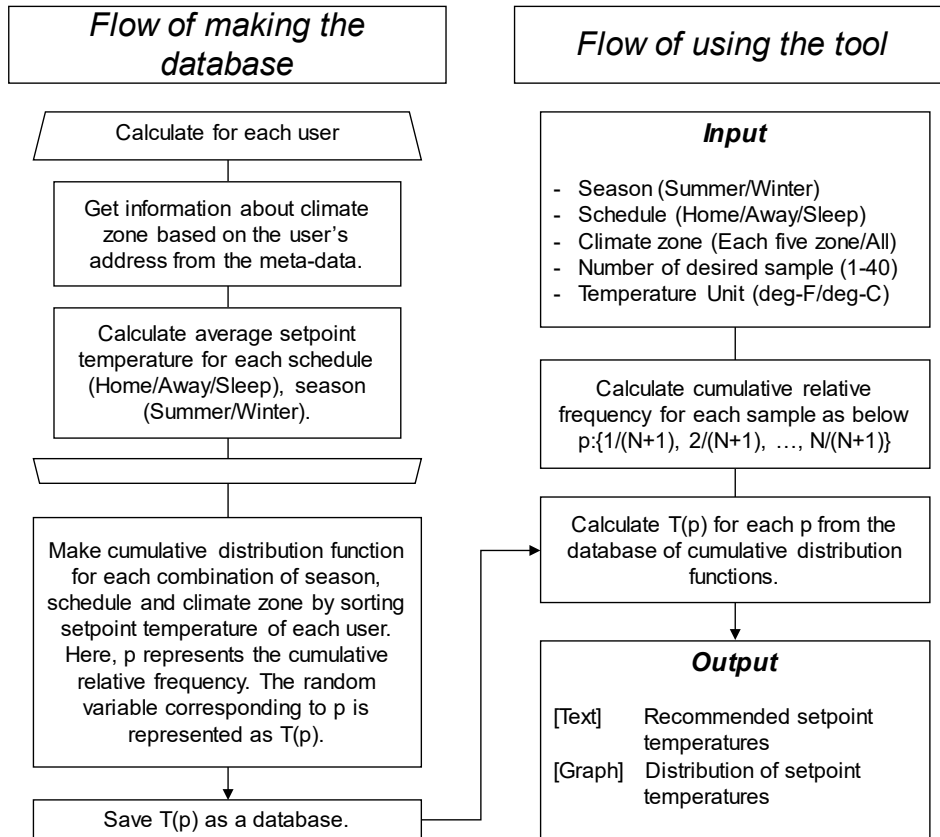 Flow of making the
database
Calculate for each user
Get information about climate
zone based on the user's
address from the meta-data.
Calculate average setpoint
temperature for each schedule
(Home/Away/Sleep), season
(Summer/Winter).
Make cumulative distribution function
for each combination of season,
schedule and climate zone by sorting
setpoint temperature of each user.
Here, p represents the cumulative
relative frequency. The random
variable corresponding to p is
represented as T(p).
Save T(p) as a database.
Flow of using the tool
Input
- Season (Summer/Winter)
- Schedule (Home/Away/Sleep)
- Climate zone (Each five zone/All)
- Number of desired sample (1-40)
- Temperature Unit (deg-F/deg-C)
Calculate cumulative relative
frequency for each sample as below
p:{1/(N+1), 2/(N+1), …, N/(N+1)}
Calculate T(p) for each p from the
database of cumulative distribution
functions.
Output
[Text] Recommended setpoint
temperatures
[Graph] Distribution of setpoint
temperatures